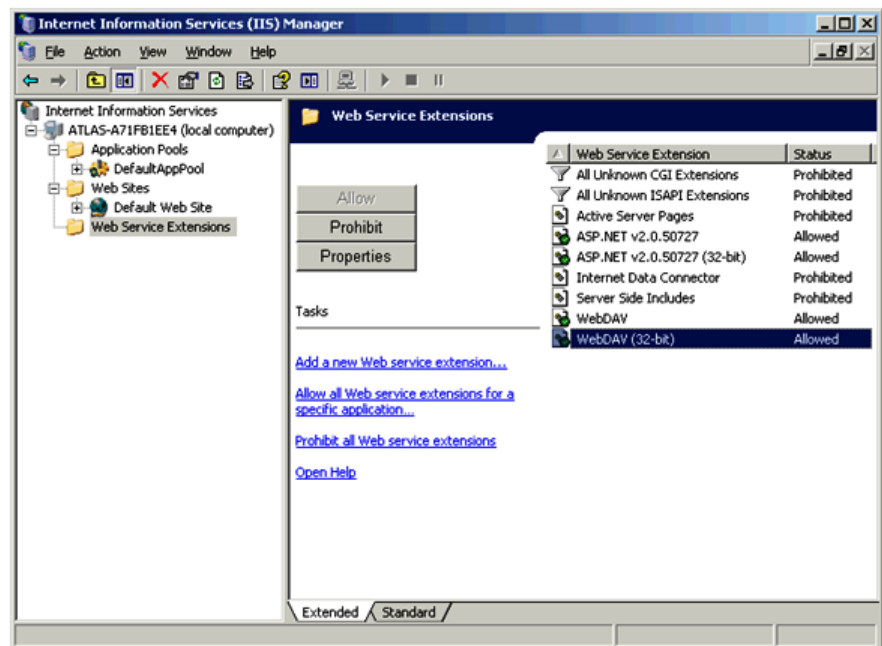 Internet Information Services (IIS) Manager
File Action View Window Help
Internet Information Services
ATLAS-A71FB1EE4 (local computer)
Application Pools
DefaultAppPool
Web Sites
Default Web Site
Web Service Extensions
Web Service Extensions
Allow
Prohibit
Properties
Tasks
Add a new Web service extension...
Allow all Web service extensions for a
specific application...
Prohibit all Web service extensions
Open Help
Web Service Extension Status
All Unknown CGI Extensions Prohibited
All Unknown ISAPI Extensions Prohibited
Active Server Pages Prohibited
ASP.NET v2.0.50727 Allowed
ASP.NET v2.0.50727 (32-bit) Allowed
Internet Data Connector Prohibited
Server Side Includes Prohibited
WebDAV Allowed
WebDAV (32-bit) Allowed
Extended Standard